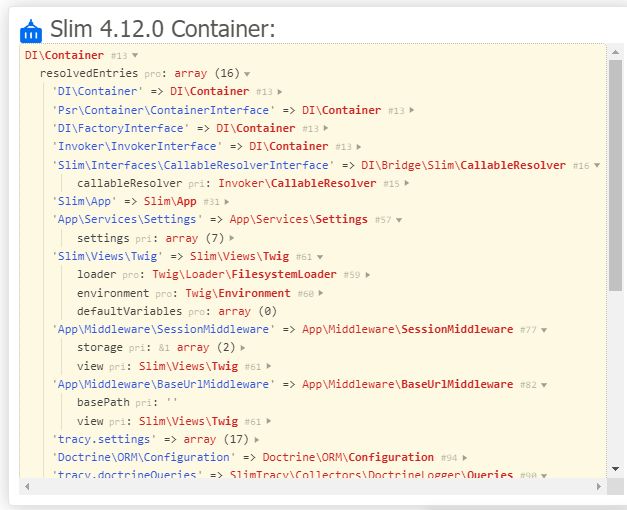 Slim 4.12.0 Container:
DI\Container #13
resolvedEntries pro: array (16)
'DI\Container' => DI\Container #13
'Psr\Container\ContainerInterface' => DI\Container #13
'DI\FactoryInterface' => DI\Container #13
'Invoker\InvokerInterface' => DI\Container #13
'Slim\Interfaces\CallableResolverInterface' => DI\Bridge\Slim\CallableResolver #16
callableResolver pri: Invoker\CallableResolver #15
'Slim\App' => Slim\App #31
'App\Services\Settings' => App\Services\Settings #57
settings pri: array (7)
'Slim\Views\Twig' => Slim\Views\Twig #61
loader pro: Twig\Loader\FilesystemLoader #59
environment pro: Twig\Environment #60
defaultVariables pro: array (0)
'App\Middleware\SessionMiddleware' => App\Middleware\SessionMiddleware #77
storage pri: &1 array (2)
view pri: Slim\Views\Twig #61
'App\Middleware\BaseUrlMiddleware' => App\Middleware\BaseUrlMiddleware #82
basePath pri: ''
view pri: Slim\Views\Twig #61
'tracy.settings' => array (17)
'Doctrine\ORM\Configuration' => Doctrine\ORM\Configuration #94
'tracy.doctrineQueries' => SlimTracy\Collectors\DoctrineLogger\Queries #90